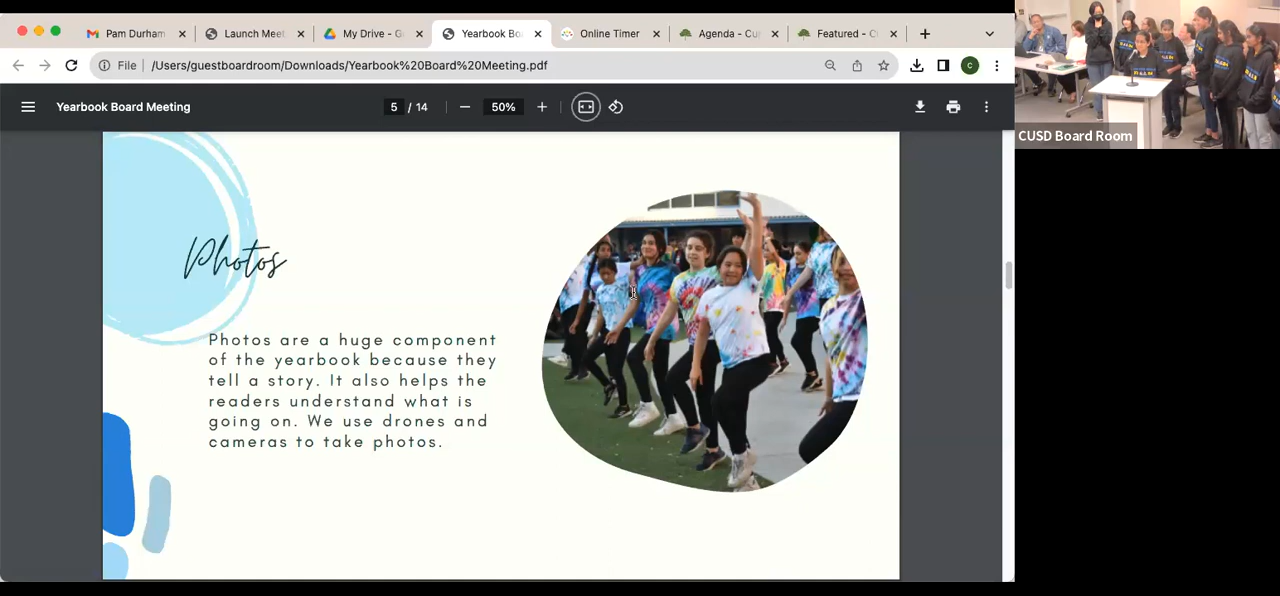 Pam Durham
Launch Meet
My Drive - G
Yearbook Bo
Online Timer
Agenda - Cu
Featured - C
File
/Users/guestboardroom/Downloads/Yearbook%20Board%20Meeting.pdf
C
Yearbook Board Meeting
5 / 14
50%
CUSD Board Room
Photos
Photos are a huge component
of the yearbook because they
tell a story. It also helps the
readers understand what is
going on. We use drones and
cameras to take photos.